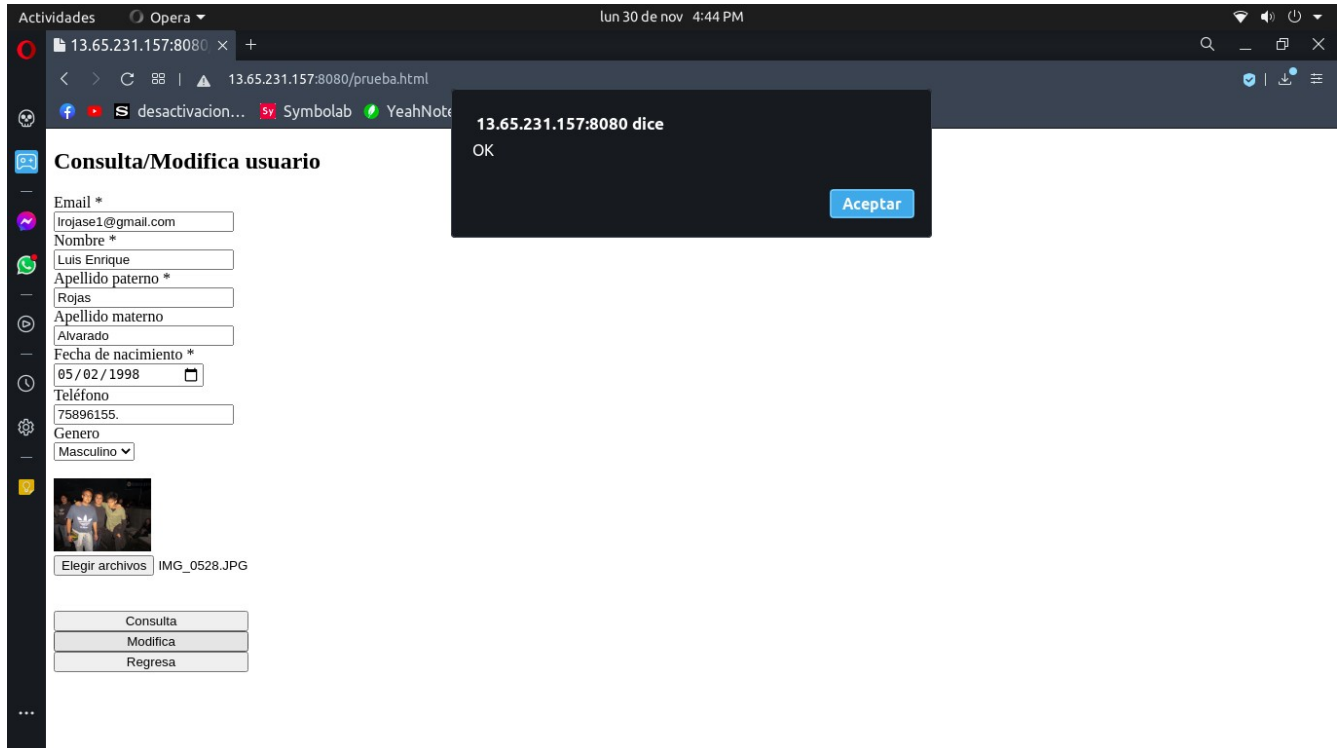 Actividades Opera lun 30 de nov 4:44 PM
13.65.231.157:8080
13.65.231.157:8080/prueba.html
S desactivacion... Sy Symbolab YeahNote
13.65.231.157:8080 dice
OK
Aceptar
Consulta/Modifica usuario
Email *
lrojase1@gmail.com
Nombre *
Luis Enrique
Apellido paterno *
Rojas
Apellido materno
Alvarado
Fecha de nacimiento *
05/02/1998
Teléfono
75896155.
Genero
Masculino
Elegir archivos IMG_0528.JPG
Consulta
Modifica
Regresa